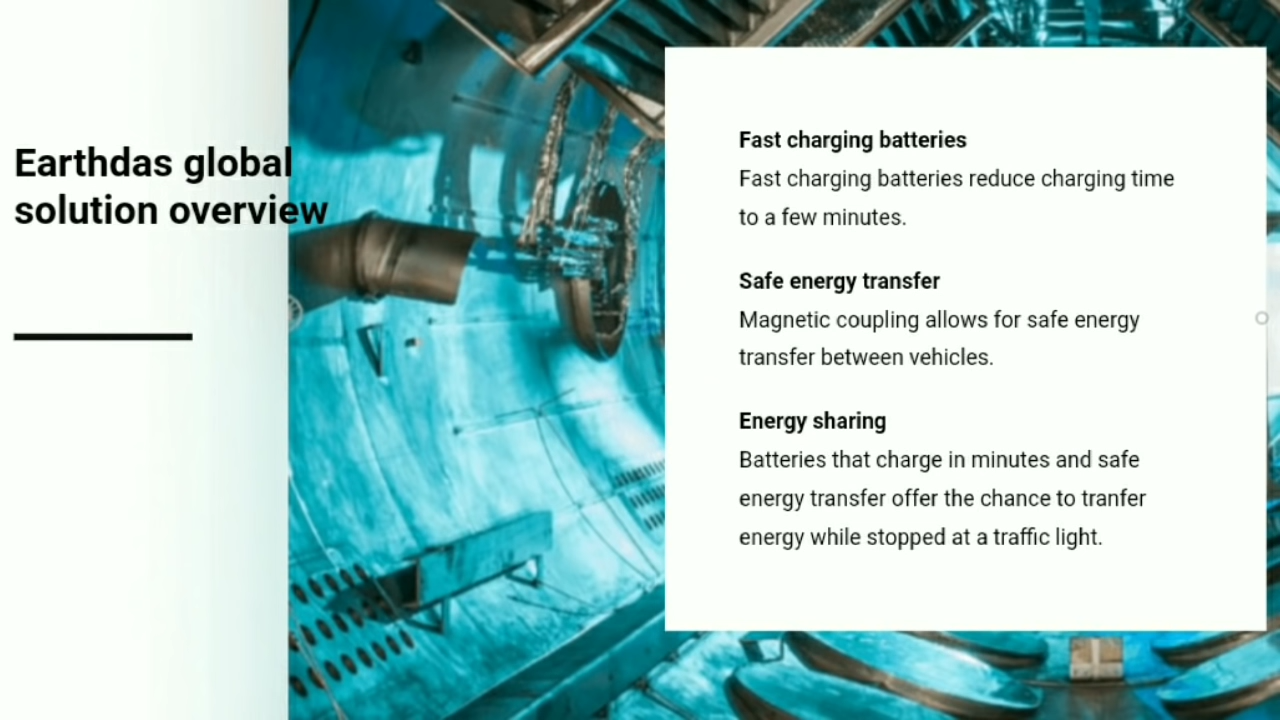 Earthdas global
solution overview
Fast charging batteries
Fast charging batteries reduce charging time
to a few minutes.
Safe energy transfer
Magnetic coupling allows for safe energy
transfer between vehicles.
Energy sharing
Batteries that charge in minutes and safe
energy transfer offer the chance to tranfer
energy while stopped at a traffic light.